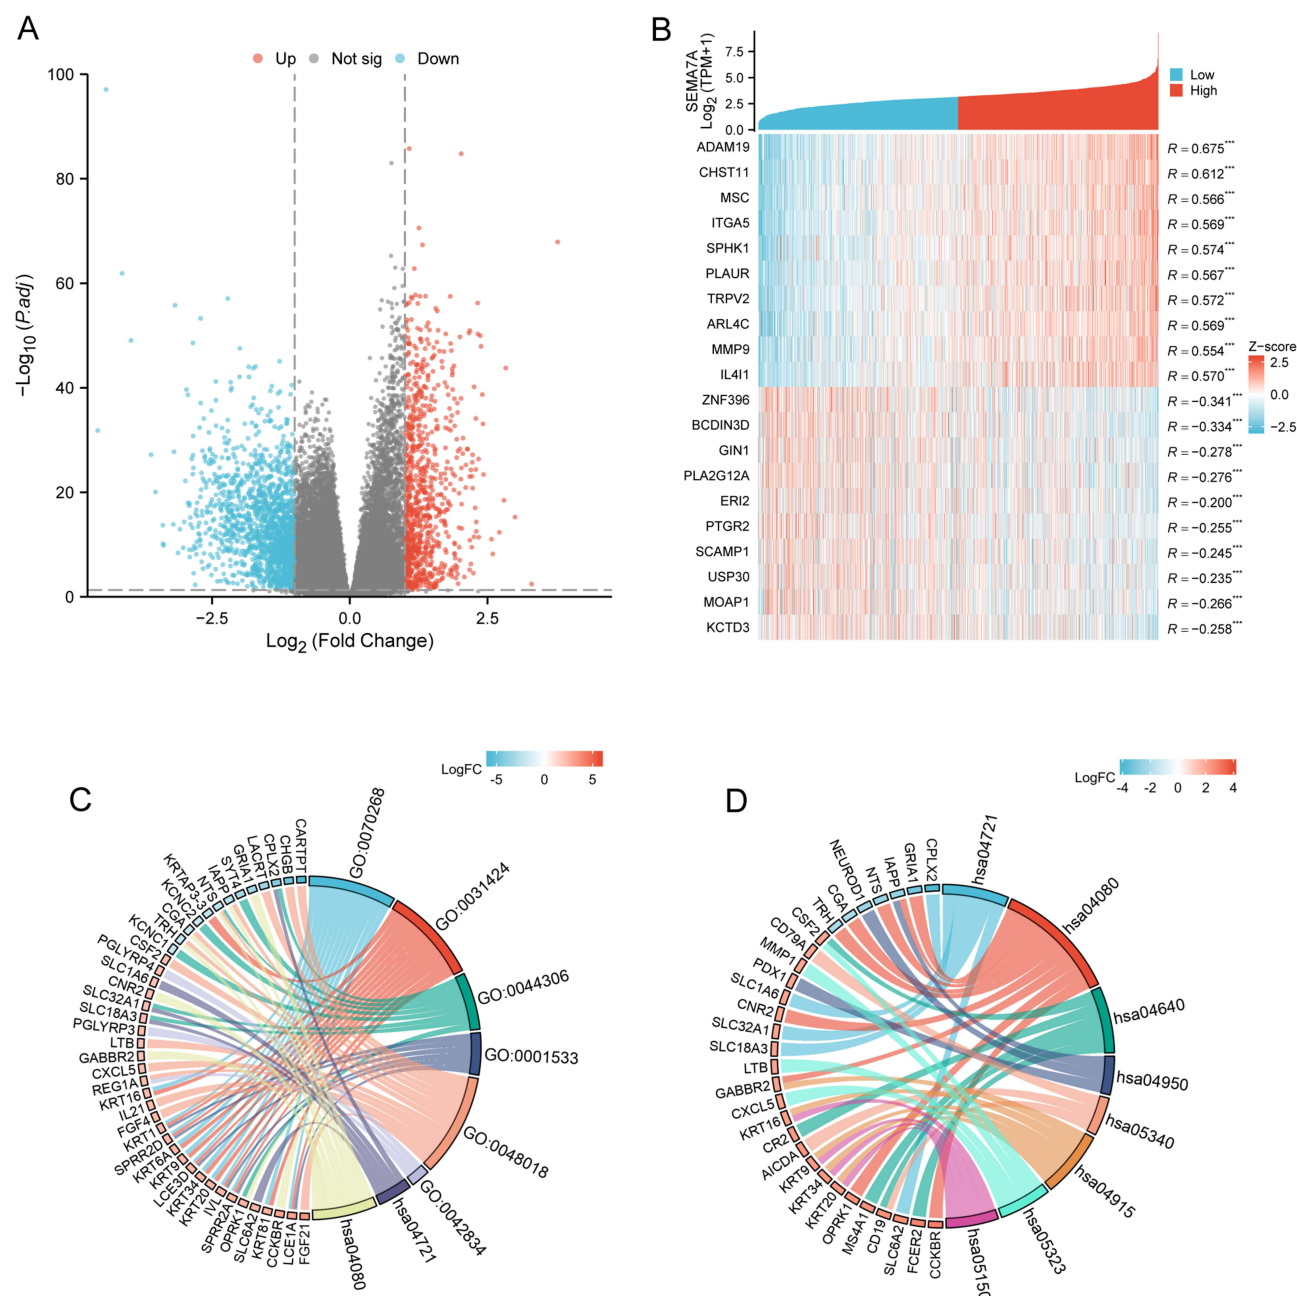 A
Up Not sig Down
100
80
60
40
20
0
−Log10 (P.adj)
−2.5 0.0 2.5
Log2 (Fold Change)
B
SEMA7A
Log2 (TPM+1)
7.5
5.0
2.5
0.0
Low
High
ADAM19 R = 0.675***
CHST11 R = 0.612***
MSC R = 0.566***
ITGA5 R = 0.569***
SPHK1 R = 0.574***
PLAUR R = 0.567***
TRPV2 R = 0.572***
ARL4C R = 0.569***
MMP9 R = 0.554***
IL4I1 R = 0.570***
ZNF396 R = −0.341***
BCDIN3D R = −0.334***
GIN1 R = −0.278***
PLA2G12A R = −0.276***
ERI2 R = −0.200***
PTGR2 R = −0.255***
SCAMP1 R = −0.245***
USP30 R = −0.235***
MOAP1 R = −0.266***
KCTD3 R = −0.258***
Z−score
2.5
0.0
−2.5
C
LogFC
-5 0 5
GO:0070268
GO:0031424
GO:0044306
GO:0001533
GO:0048018
GO:0042834
hsa04721
hsa04080
CARTPT
CHGB
CPLX2
LACRT
GRIA1
SYT4
IAPP
NTS
KRTAP3-3
KCNC2
CGA
TRH
KCNC1
CSF2
PGLYRP4
SLC1A6
CNR2
SLC32A1
SLC18A3
PGLYRP3
LTB
GABBR2
CXCL5
REG1A
KRT16
IL21
FGF4
KRT1
SPRR2D
KRT6A
KRT9
LCE3D
KRT34
KRT20
IVL
SPRR2A
OPRK1
SLC6A2
KRT81
CCKBR
LCE1A
FGF21
D
LogFC
-4 -2 0 2 4
hsa04721
hsa04080
hsa04640
hsa04950
hsa05340
hsa04915
hsa05323
hsa05150
CPLX2
GRIA1
IAPP
NTS
NEUROD1
CGA
TRH
CSF2
CD79A
MMP1
PDX1
SLC1A6
CNR2
SLC32A1
SLC18A3
LTB
GABBR2
CXCL5
KRT16
CR2
AICDA
KRT9
KRT34
KRT20
OPRK1
MS4A1
CD19
SLC6A2
FCER2
CCKBR